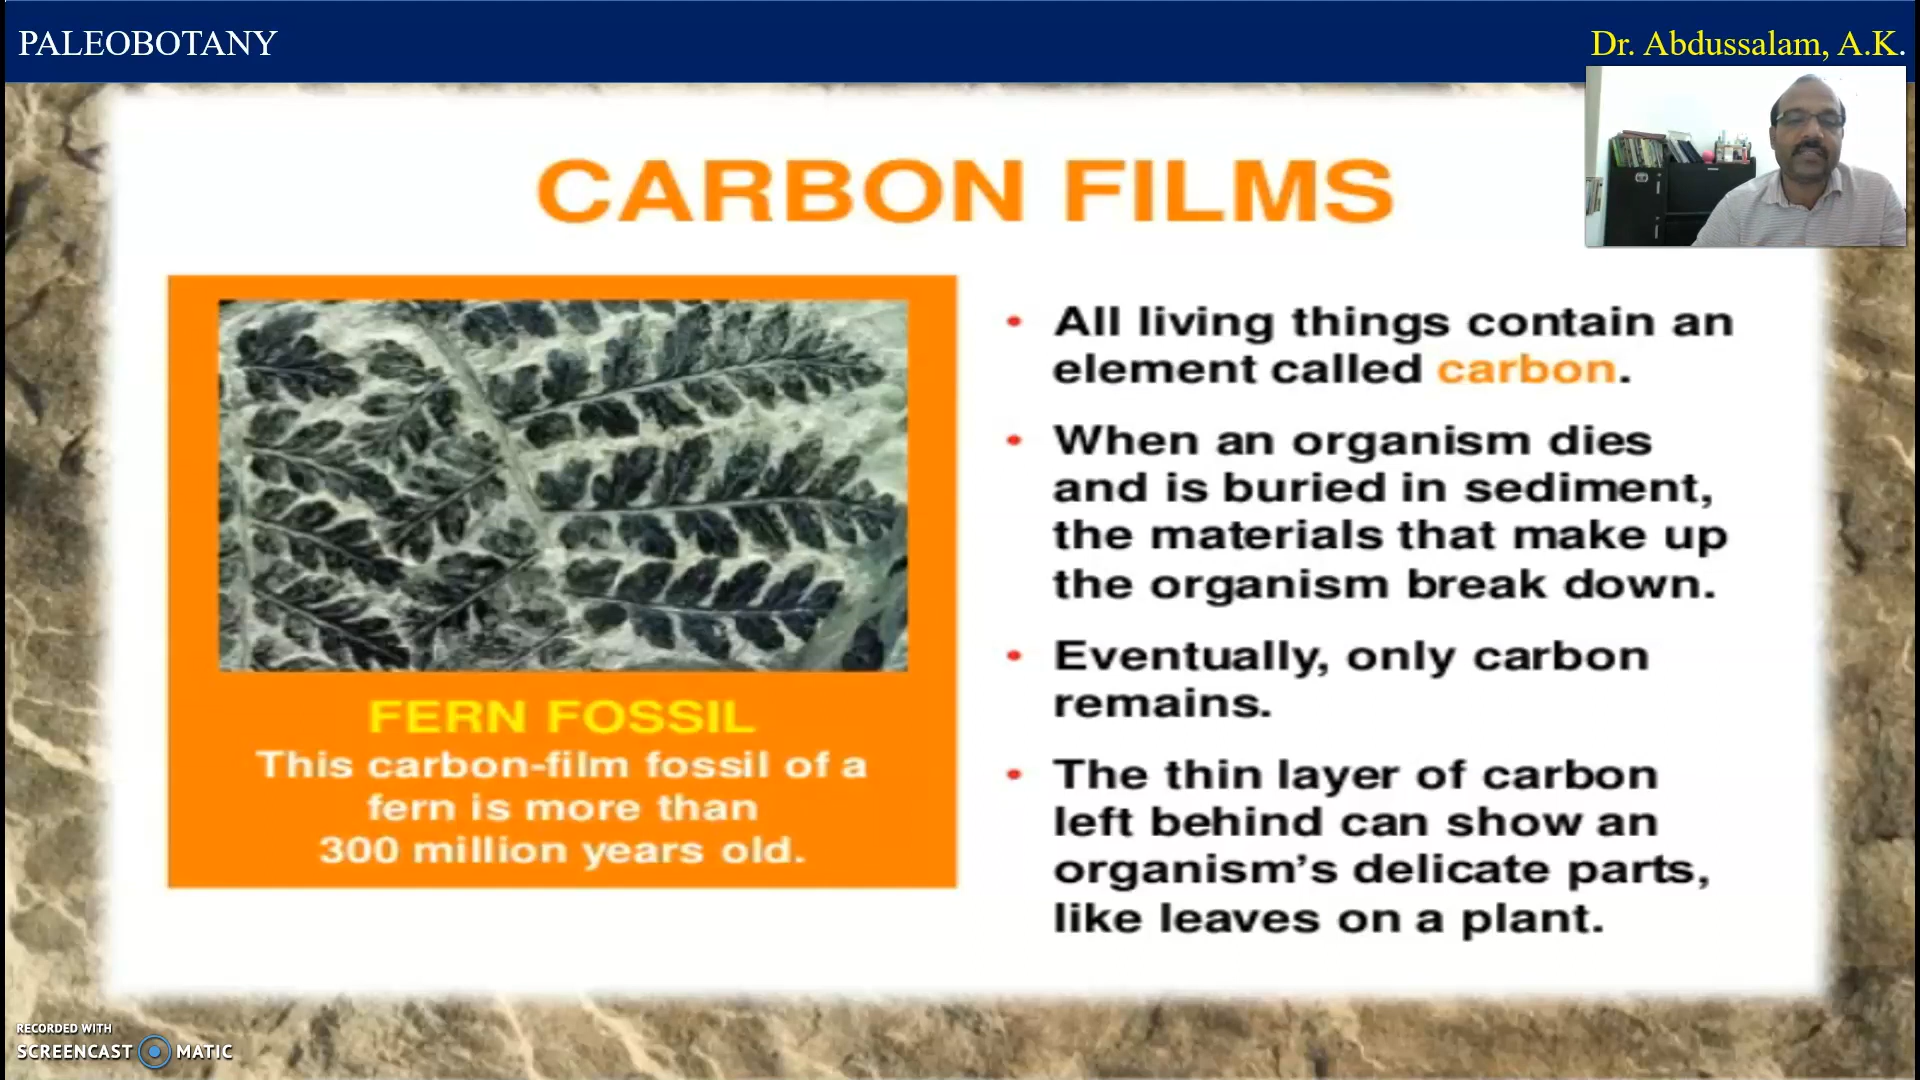 PALEOBOTANY
Dr. Abdussalam, A.K.
CARBON FILMS
FERN FOSSIL
This carbon-film fossil of a
fern is more than
300 million years old.
• All living things contain an
element called carbon.
• When an organism dies
and is buried in sediment,
the materials that make up
the organism break down.
• Eventually, only carbon
remains.
• The thin layer of carbon
left behind can show an
organism’s delicate parts,
like leaves on a plant.
RECORDED WITH
SCREENCAST MATIC